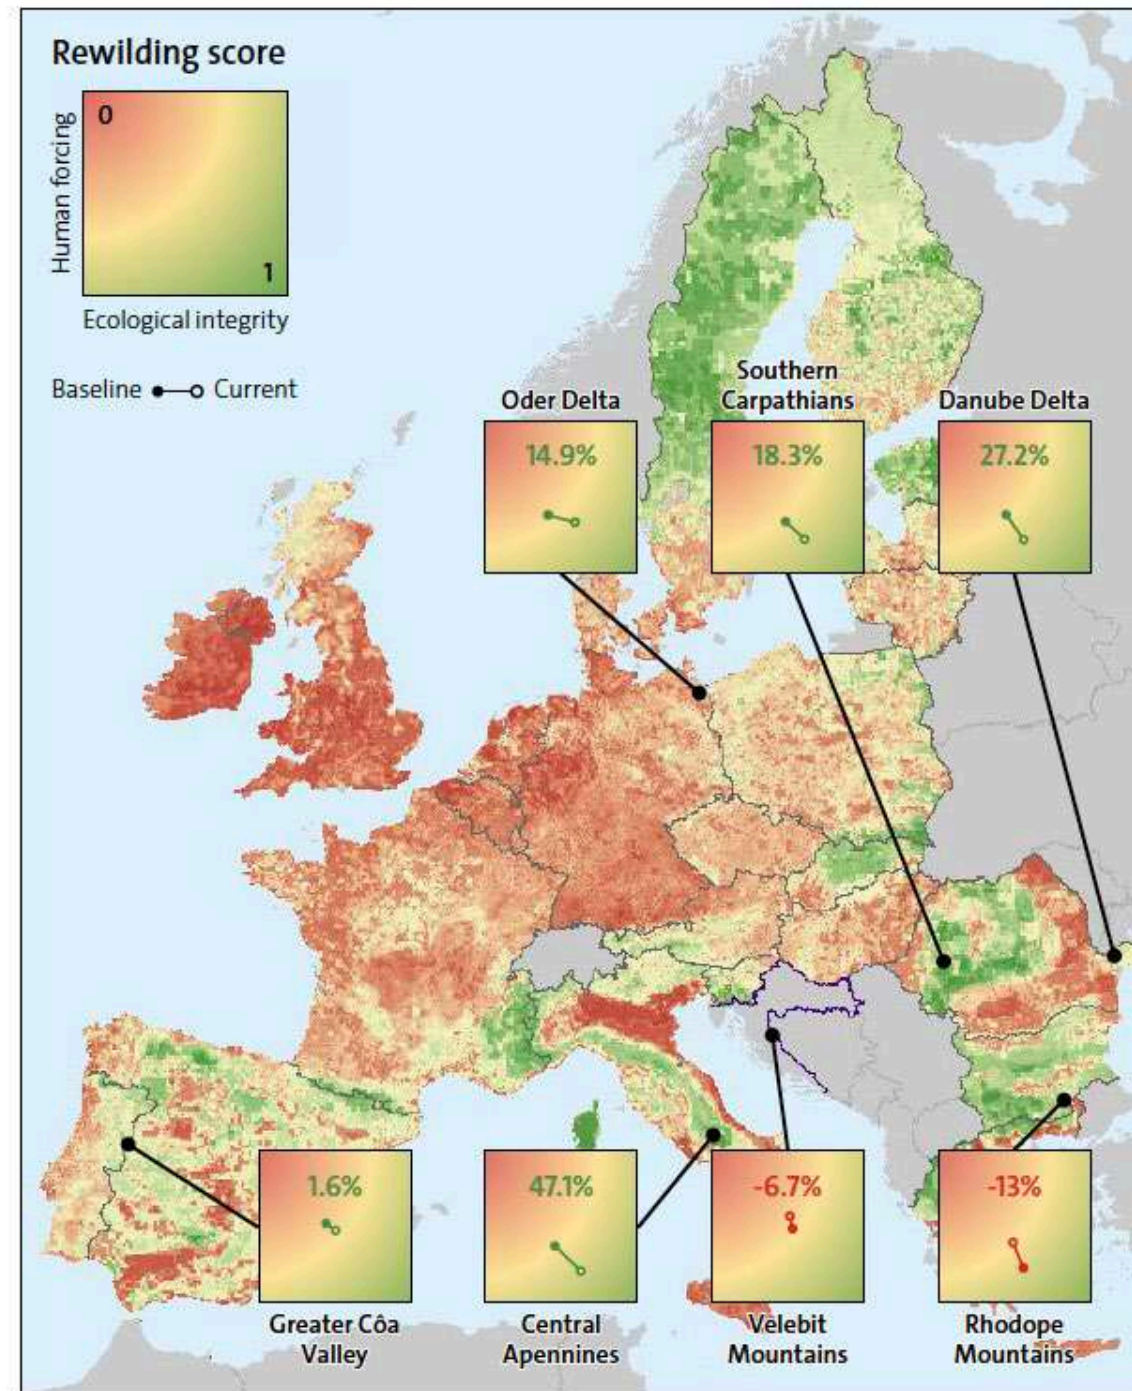 Rewilding score
0
Human forcing
1
Ecological integrity
Baseline Current
Oder Delta
14.9%
Southern
Carpathians
18.3%
Danube Delta
27.2%
1.6%
Greater Côa
Valley
47.1%
Central
Apennines
-6.7%
Velebit
Mountains
-13%
Rhodope
Mountains